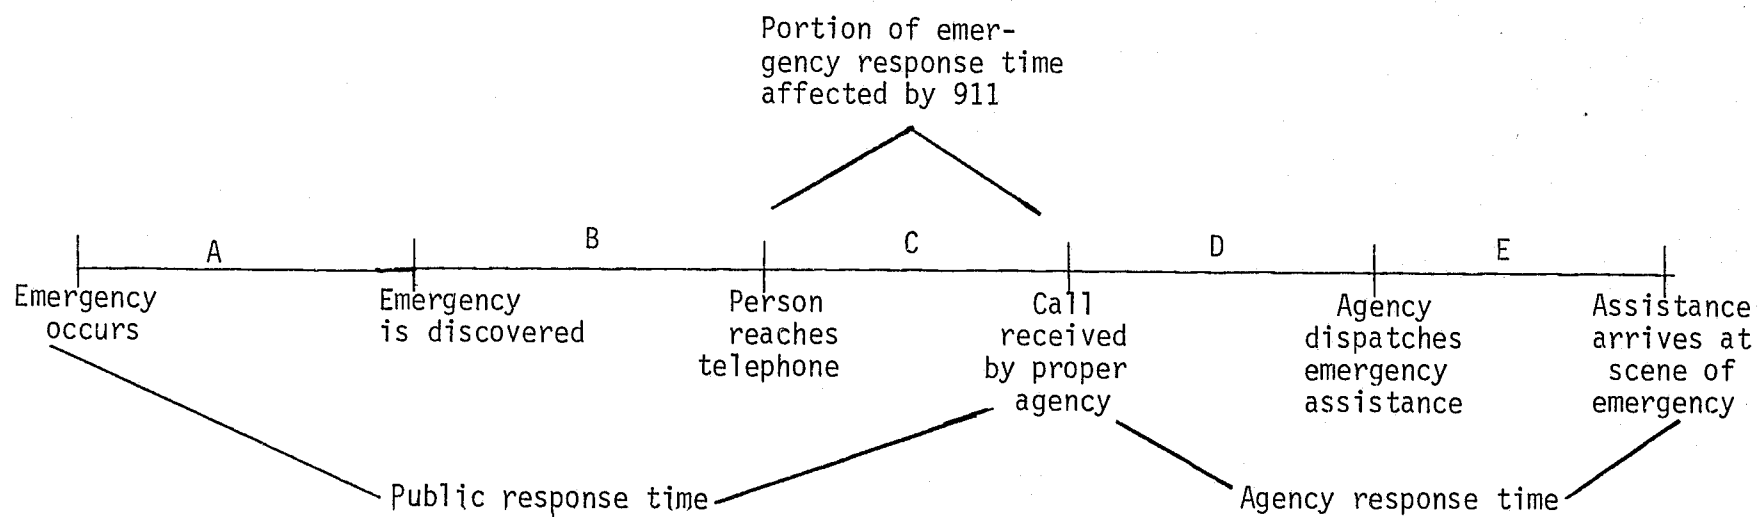 Portion of emer-
gency response time
affected by 911
A
B
C
D
E
Emergency
occurs
Emergency
is discovered
Person
reaches
telephone
Call
received
by proper
agency
Agency
dispatches
emergency
assistance
Assistance
arrives at
scene of
emergency
Public response time
Agency response time